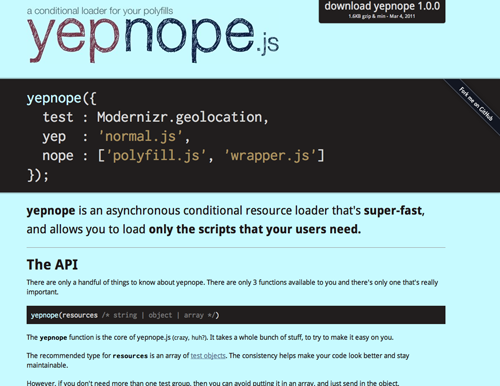 a conditional loader for your polyfills
yepnope.js
download yepnope 1.0.0
1.6KB gzip & min - Mar 4, 2011
Fork me on GitHub
yepnope({
test : Modernizr.geolocation,
yep : 'normal.js',
nope : ['polyfill.js', 'wrapper.js']
});
yepnope is an asynchronous conditional resource loader that's super-fast,
and allows you to load only the scripts that your users need.
The API
There are only a handful of things to know about yepnope. There are only 3 functions available to you and there's only one that's really
important.
yepnope(resources /* string | object | array */)
The yepnope function is the core of yepnope.js (crazy, huh?). It takes a whole bunch of stuff, to try to make it easy on you.
The recommended type for resources is an array of test objects. The consistency helps make your code look better and stay
maintainable.
However, if you don't need more than one test group, then you can avoid putting it in an array, and just send in the object.